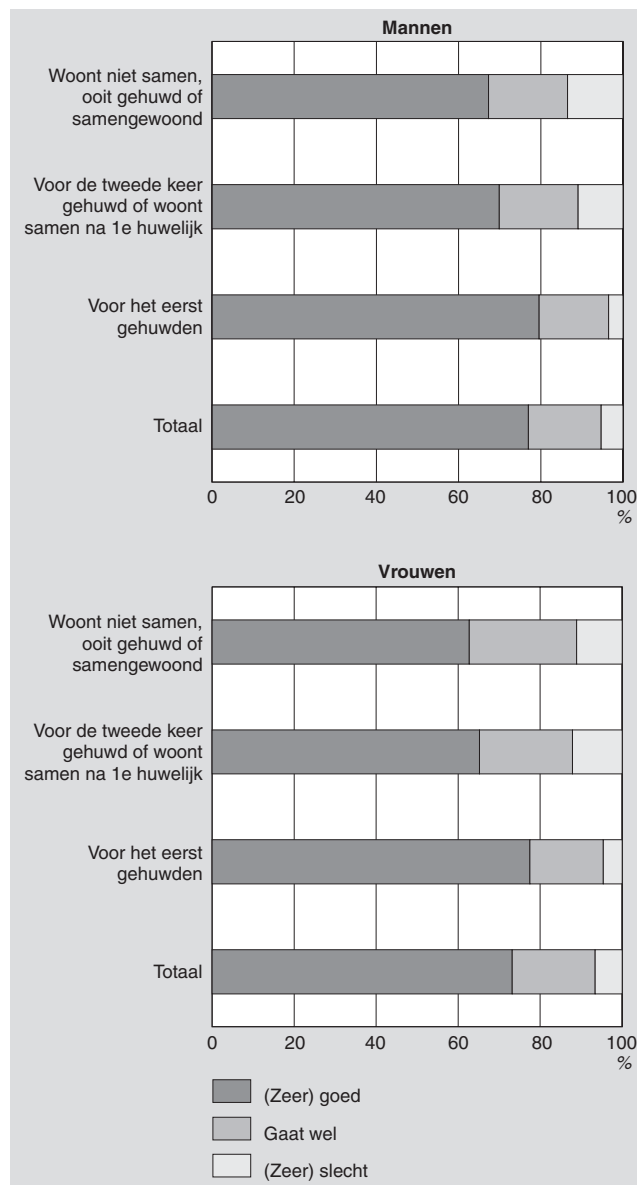 Mannen
Woont niet samen,
ooit gehuwd of
samengewoond
Voor de tweede keer
gehuwd of woont
samen na 1e huwelijk
Voor het eerst
gehuwden
Totaal
0 20 40 60 80 100
%
Vrouwen
Woont niet samen,
ooit gehuwd of
samengewoond
Voor de tweede keer
gehuwd of woont
samen na 1e huwelijk
Voor het eerst
gehuwden
Totaal
0 20 40 60 80 100
%
(Zeer) goed
Gaat wel
(Zeer) slecht